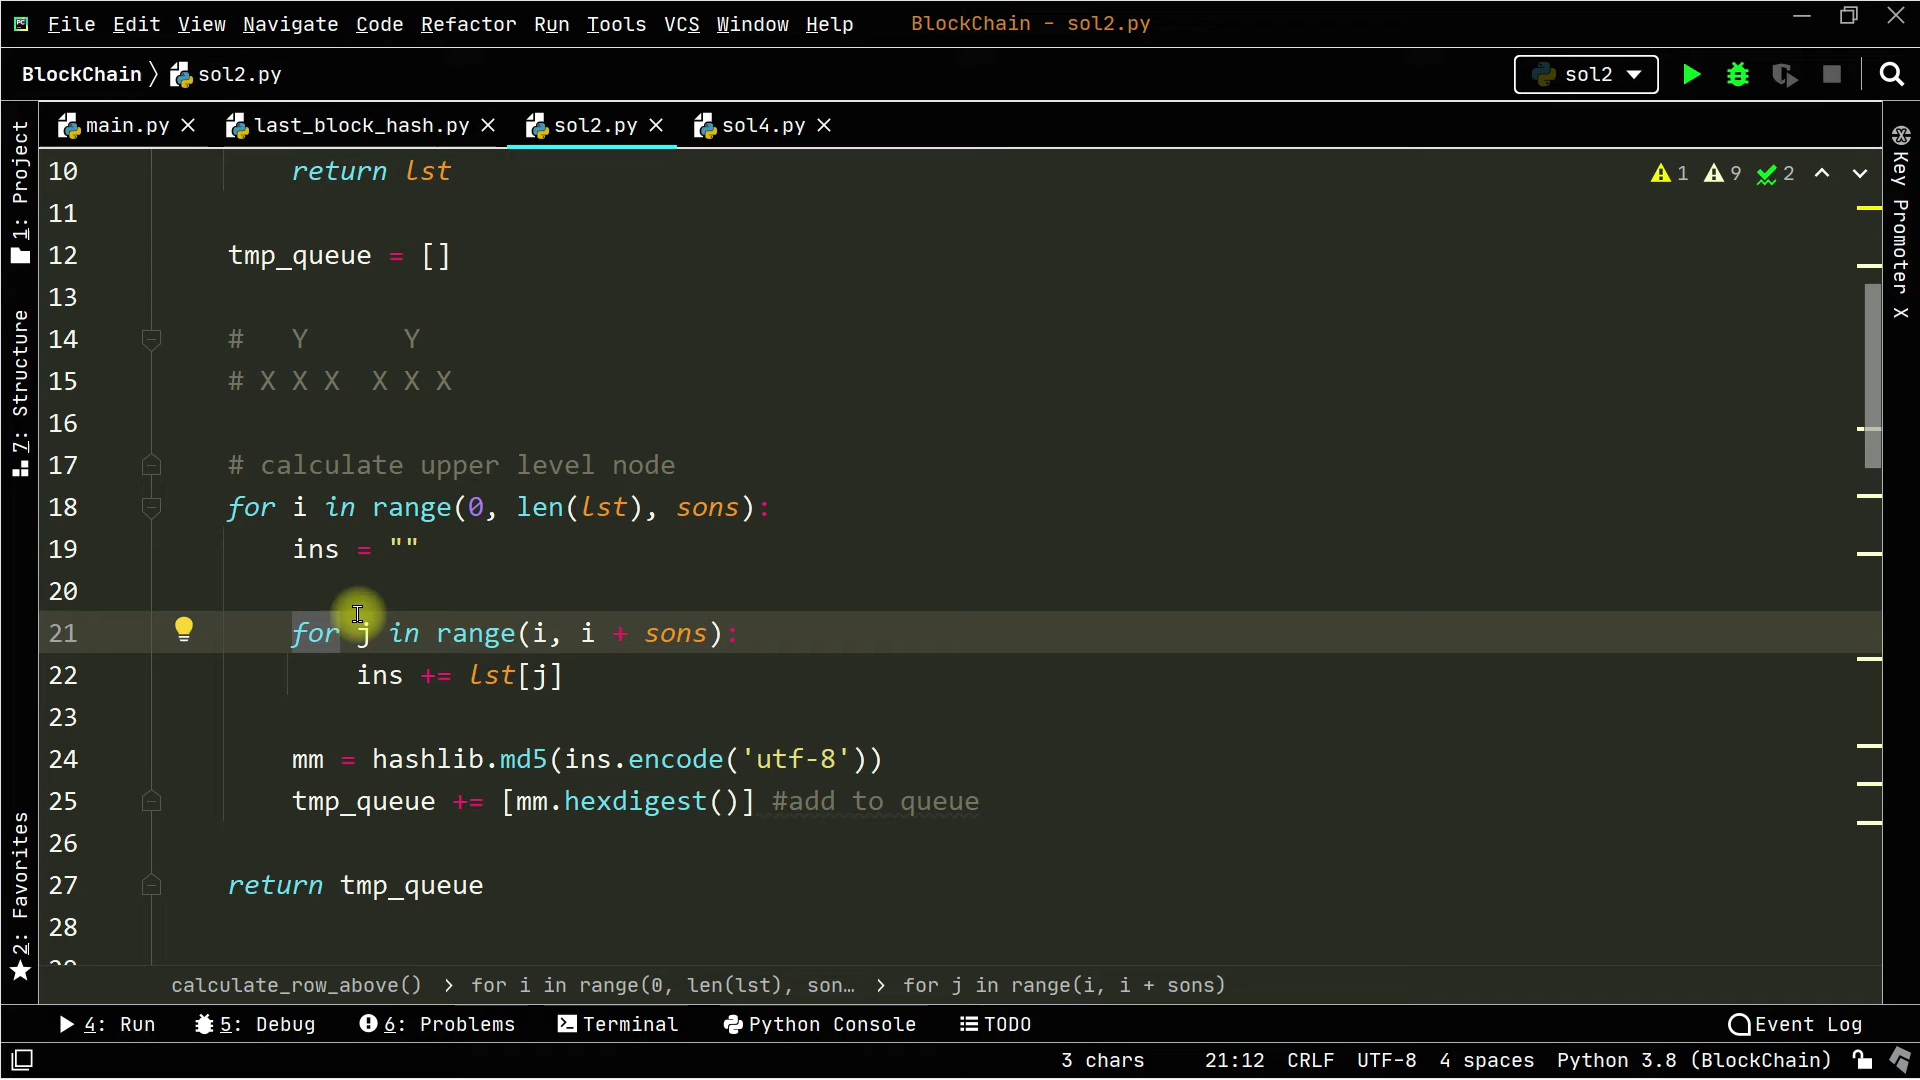 File Edit View Navigate Code Refactor Run Tools VCS Window Help BlockChain - sol2.py
BlockChain sol2.py sol2
main.py last_block_hash.py sol2.py sol4.py
1: Project
7: Structure
2: Favorites
Key Promoter X
1 9 2
10 return lst
11
12 tmp_queue = []
13
14 # Y Y
15 # X X X X X X
16
17 # calculate upper level node
18 for i in range(0, len(lst), sons):
19 ins = ""
20
21 for j in range(i, i + sons):
22 ins += lst[j]
23
24 mm = hashlib.md5(ins.encode('utf-8'))
25 tmp_queue += [mm.hexdigest()] #add to queue
26
27 return tmp_queue
28
calculate_row_above() › for i in range(0, len(lst), son… › for j in range(i, i + sons)
4: Run 5: Debug 6: Problems Terminal Python Console TODO Event Log
3 chars 21:12 CRLF UTF-8 4 spaces Python 3.8 (BlockChain)